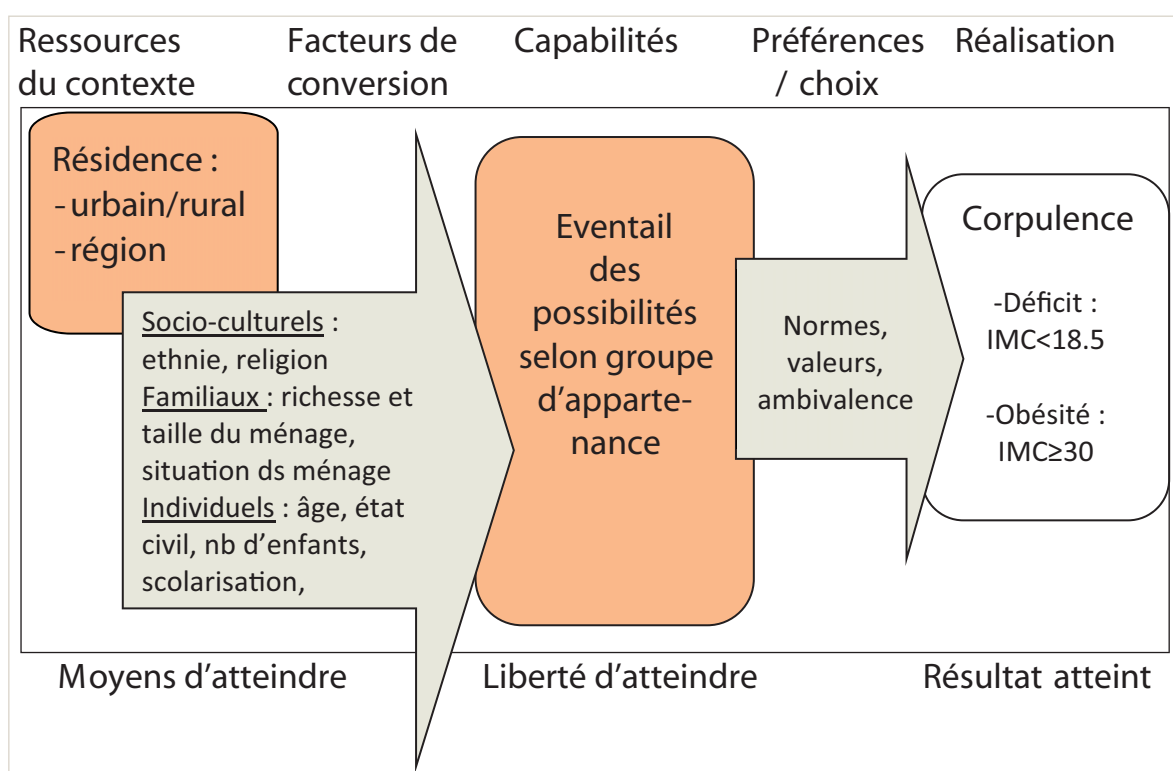 Ressources
du contexte
Facteurs de
conversion
Capabilités
Préférences
/ choix
Réalisation
Résidence :
-urbain/rural
-région
Socio-culturels :
ethnie, religion
Familiaux : richesse et
taille du ménage,
situation ds ménage
Individuels : âge, état
civil, nb d'enfants,
scolarisation,
Eventail
des
possibilités
selon groupe
d'apparte-
nance
Normes,
valeurs,
ambivalence
Corpulence
-Déficit :
IMC<18.5
-Obésité :
IMC≥30
Moyens d'atteindre
Liberté d'atteindre
Résultat atteint